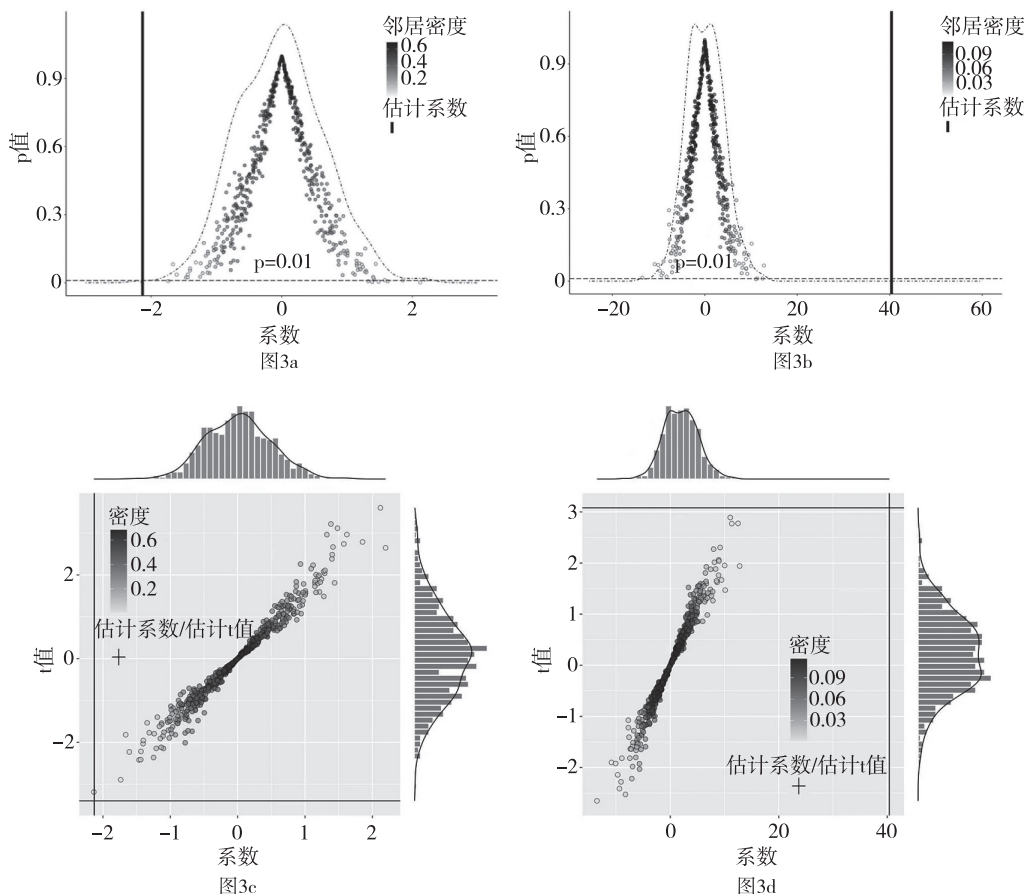 邻居密度
0.6
0.4
0.2
估计系数
0.9
0.6
0.3
0
p值
p=0.01
−2 0 2
系数
图3a
邻居密度
0.09
0.06
0.03
估计系数
0.9
0.6
0.3
0
p值
p=0.01
−20 0 20 40 60
系数
图3b
密度
0.6
0.4
0.2
估计系数/估计t值
2
0
−2
t值
−2 −1 0 1 2
系数
图3c
3
2
1
0
−1
−2
t值
密度
0.09
0.06
0.03
估计系数/估计t值
0 20 40
系数
图3d